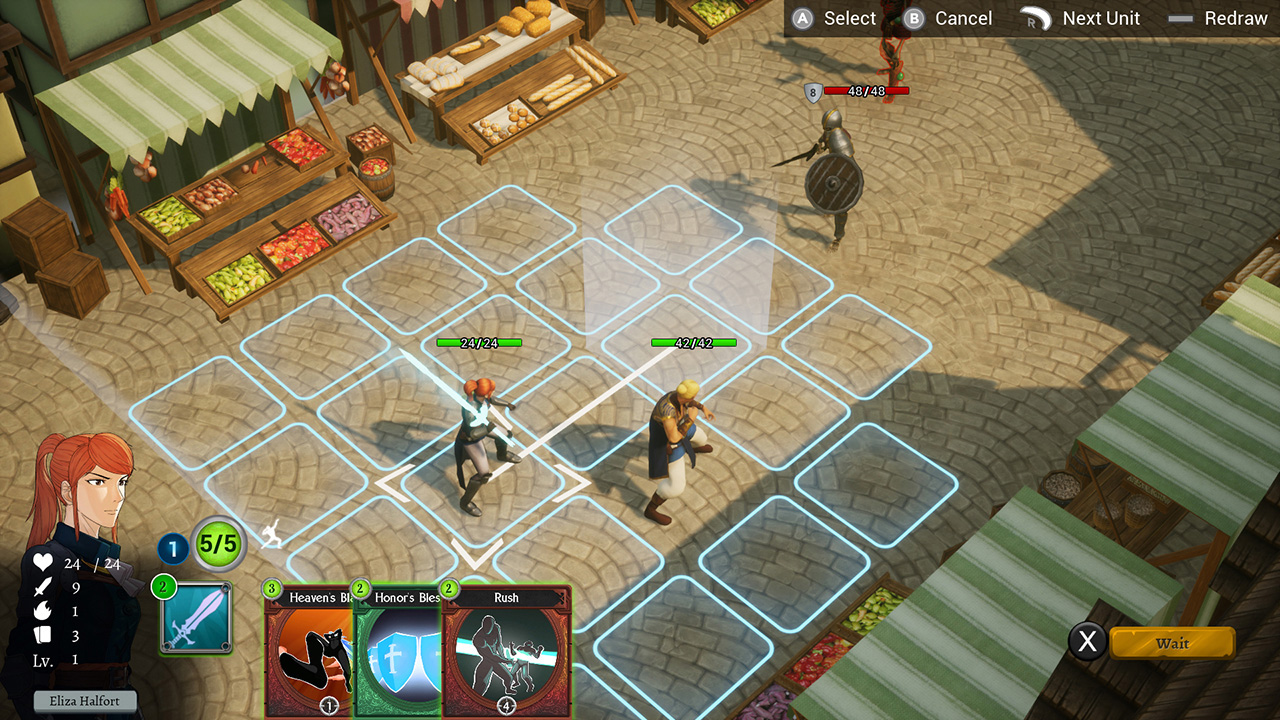 A Select B Cancel R Next Unit Redraw
8 48/48
24/24 42/42
1 5/5
24 / 24
2
9
1
3
Lv. 1
Eliza Halfort
3 Heaven's Bl
1
2 Honor's Bles
2 Rush
4
X Wait